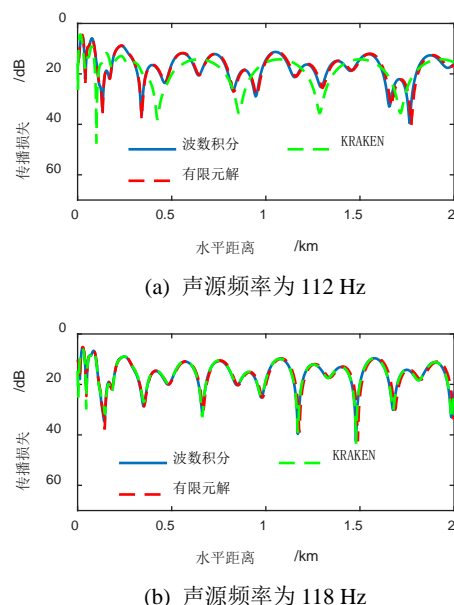 0
20
40
60
传播损失 /dB
波数积分
KRAKEN
有限元解
0 0.5 1 1.5 2
水平距离 /km
(a) 声源频率为 112 Hz
0
20
40
60
传播损失 /dB
波数积分
KRAKEN
有限元解
0 0.5 1 1.5 2
水平距离 /km
(b) 声源频率为 118 Hz